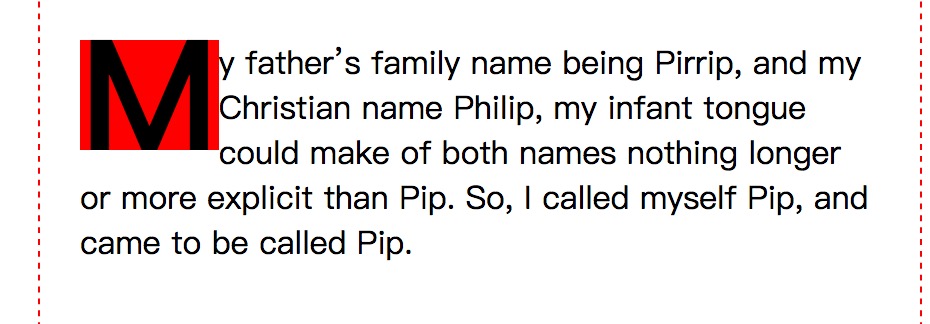 My father’s family name being Pirrip, and my
Christian name Philip, my infant tongue
could make of both names nothing longer
or more explicit than Pip. So, I called myself Pip, and
came to be called Pip.